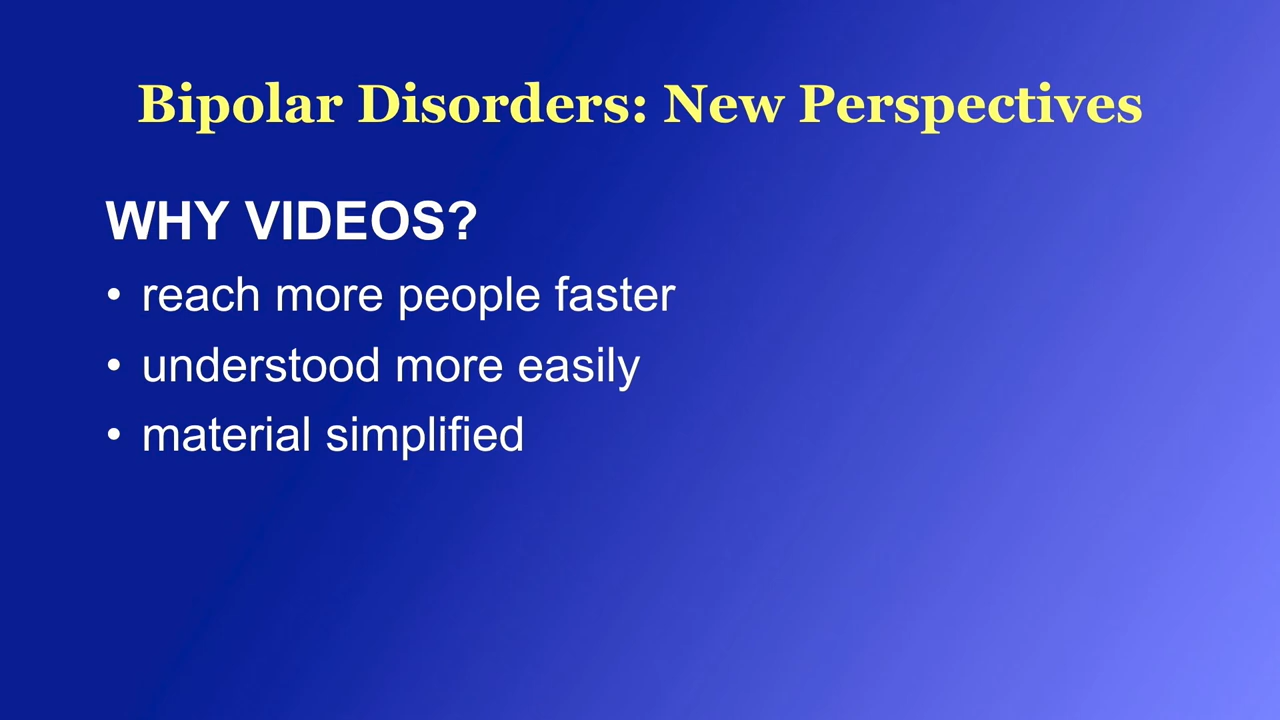 Bipolar Disorders: New Perspectives
WHY VIDEOS?
• reach more people faster
• understood more easily
• material simplified